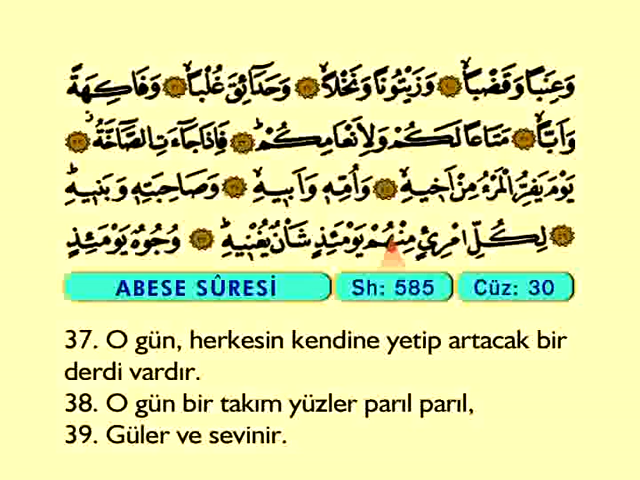 وَعِنَبًا وَقَضْبًاۙ وَزَيْتُونًا وَنَخْلًاۙ وَحَدَٓائِقَ غُلْبًاۙ وَفَاكِهَةً
وَاَبًّاۙ مَتَاعًا لَكُمْ وَلِاَنْعَامِكُمْۜ فَاِذَا جَٓاءَتِ الصَّٓاخَّةُۘ
يَوْمَ يَفِرُّ الْمَرْءُ مِنْ اَخ۪يهِۙ وَاُمِّه۪ وَاَب۪يهِۙ وَصَاحِبَتِه۪ وَبَن۪يهِۜ
لِكُلِّ امْرِئٍ مِنْهُمْ يَوْمَئِذٍ شَأْنٌ يُغْن۪يهِۜ وُجُوهٌ يَوْمَئِذٍ
ABESE SÛRESİ Sh: 585 Cüz: 30
37. O gün, herkesin kendine yetip artacak bir
derdi vardır.
38. O gün bir takım yüzler parıl parıl,
39. Güler ve sevinir.